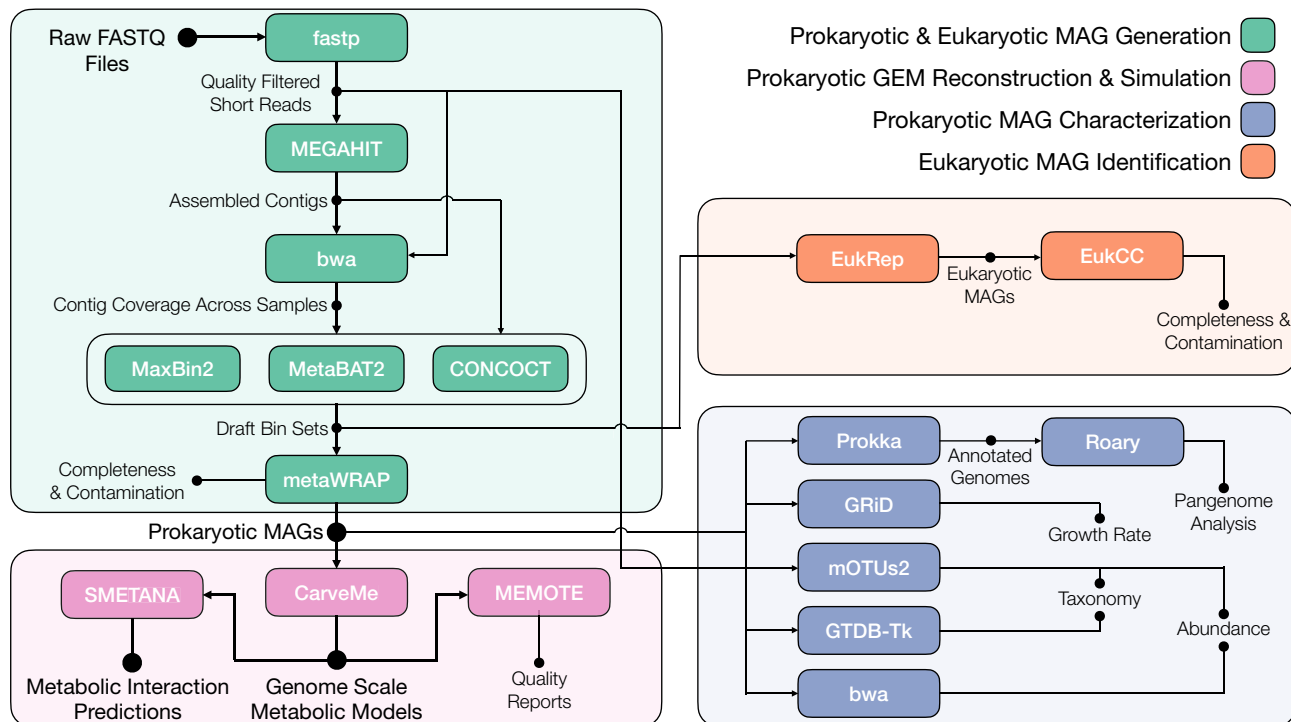 Raw FASTQ
Files
fastp
Quality Filtered
Short Reads
MEGAHIT
Assembled Contigs
bwa
Contig Coverage Across Samples
MaxBin2
MetaBAT2
CONCOCT
Draft Bin Sets
Completeness
& Contamination
metaWRAP
Prokaryotic MAGs
SMETANA
CarveMe
MEMOTE
Metabolic Interaction
Predictions
Genome Scale
Metabolic Models
Quality
Reports
Prokaryotic & Eukaryotic MAG Generation
Prokaryotic GEM Reconstruction & Simulation
Prokaryotic MAG Characterization
Eukaryotic MAG Identification
EukRep
Eukaryotic
MAGs
EukCC
Completeness &
Contamination
Prokka
Annotated
Genomes
Roary
Pangenome
Analysis
GRiD
Growth Rate
mOTUs2
Taxonomy
GTDB-Tk
Abundance
bwa